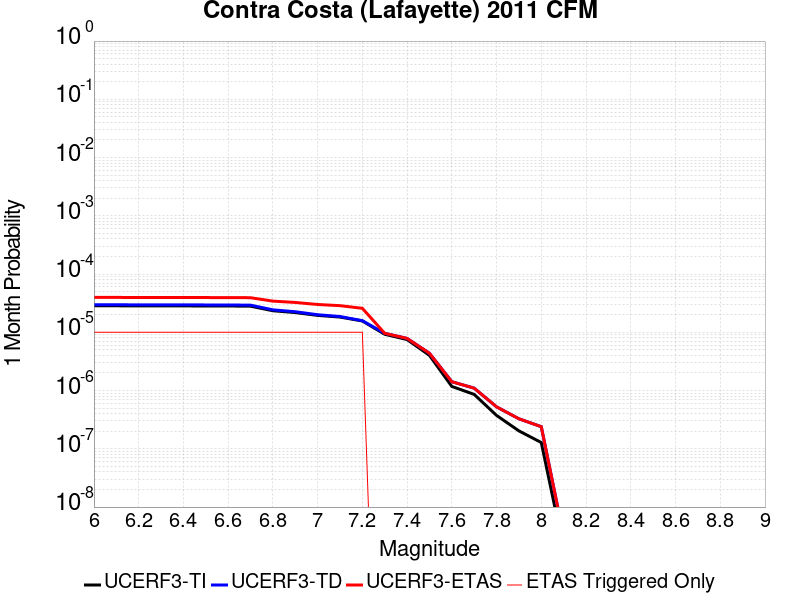 Contra Costa (Lafayette) 2011 CFM
10^0
10^-1
10^-2
10^-3
10^-4
10^-5
10^-6
10^-7
10^-8
1 Month Probability
6 6.2 6.4 6.6 6.8 7 7.2 7.4 7.6 7.8 8 8.2 8.4 8.6 8.8 9
Magnitude
UCERF3-TI UCERF3-TD UCERF3-ETAS ETAS Triggered Only